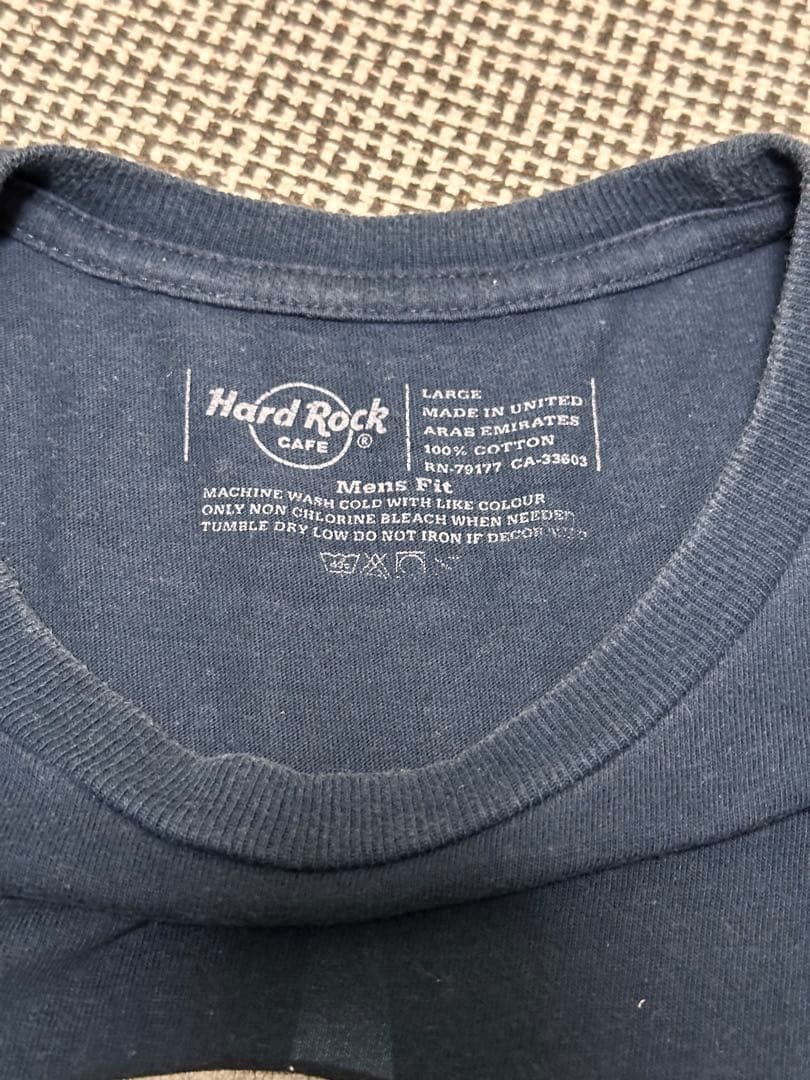 Hard Rock
CAFE
®
LARGE
MADE IN UNITED
ARAB EMIRATES
100% COTTON
RN-79177 CA-33603
Mens Fit
MACHINE WASH COLD WITH LIKE COLOUR
ONLY NON CHLORINE BLEACH WHEN NEEDED
TUMBLE DRY LOW DO NOT IRON IF